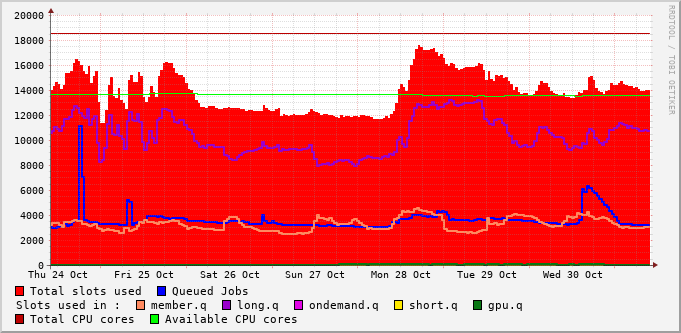 20000
18000
16000
14000
12000
10000
8000
6000
4000
2000
0
Thu 24 Oct Fri 25 Oct Sat 26 Oct Sun 27 Oct Mon 28 Oct Tue 29 Oct Wed 30 Oct
Total slots used Queued Jobs
Slots used in : member.q long.q ondemand.q short.q gpu.q
Total CPU cores Available CPU cores
RRDTOOL / TOBI OETIKER